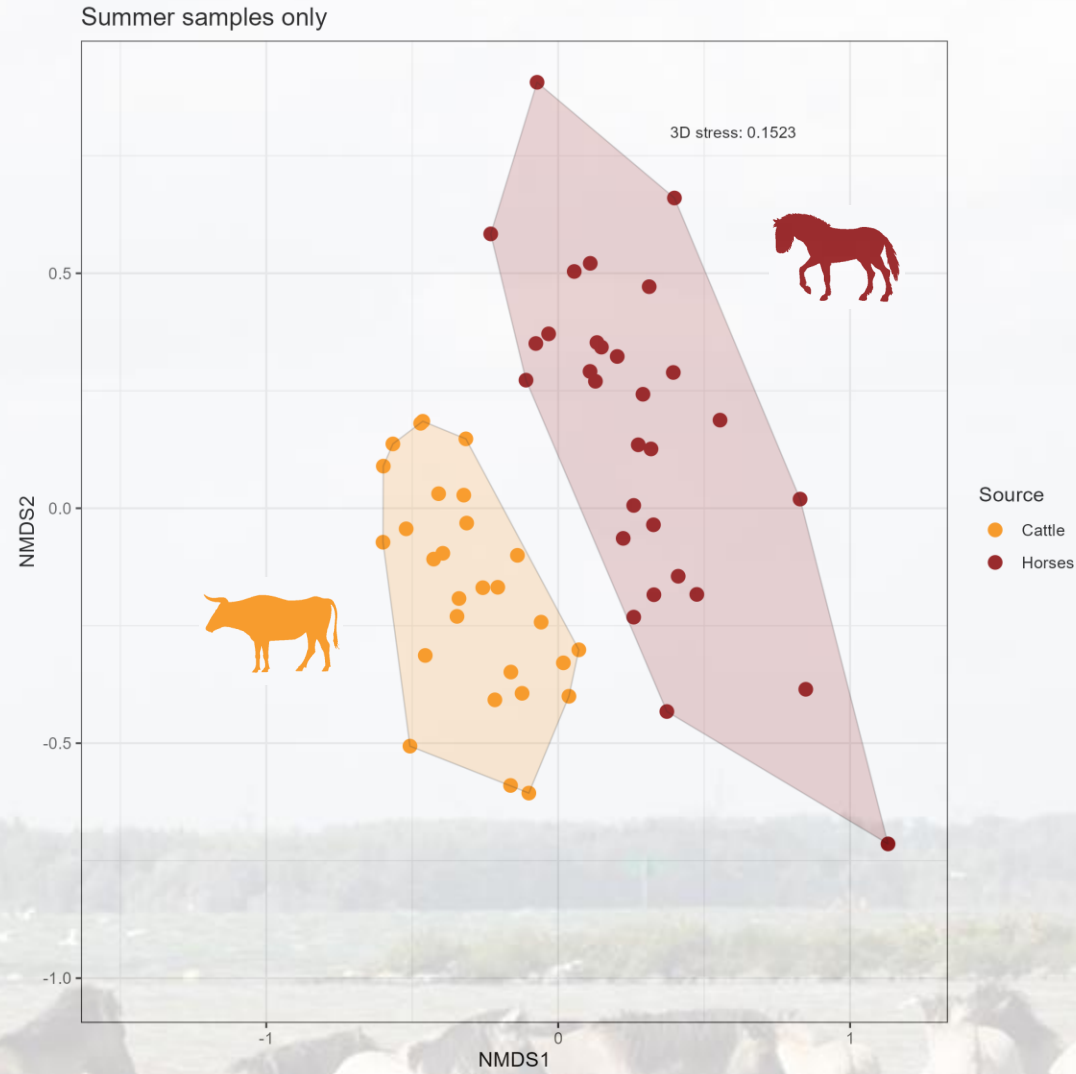 Summer samples only
3D stress: 0.1523
0.5
0.0
-0.5
-1.0
NMDS2
-1
0
1
NMDS1
Source
Cattle
Horses